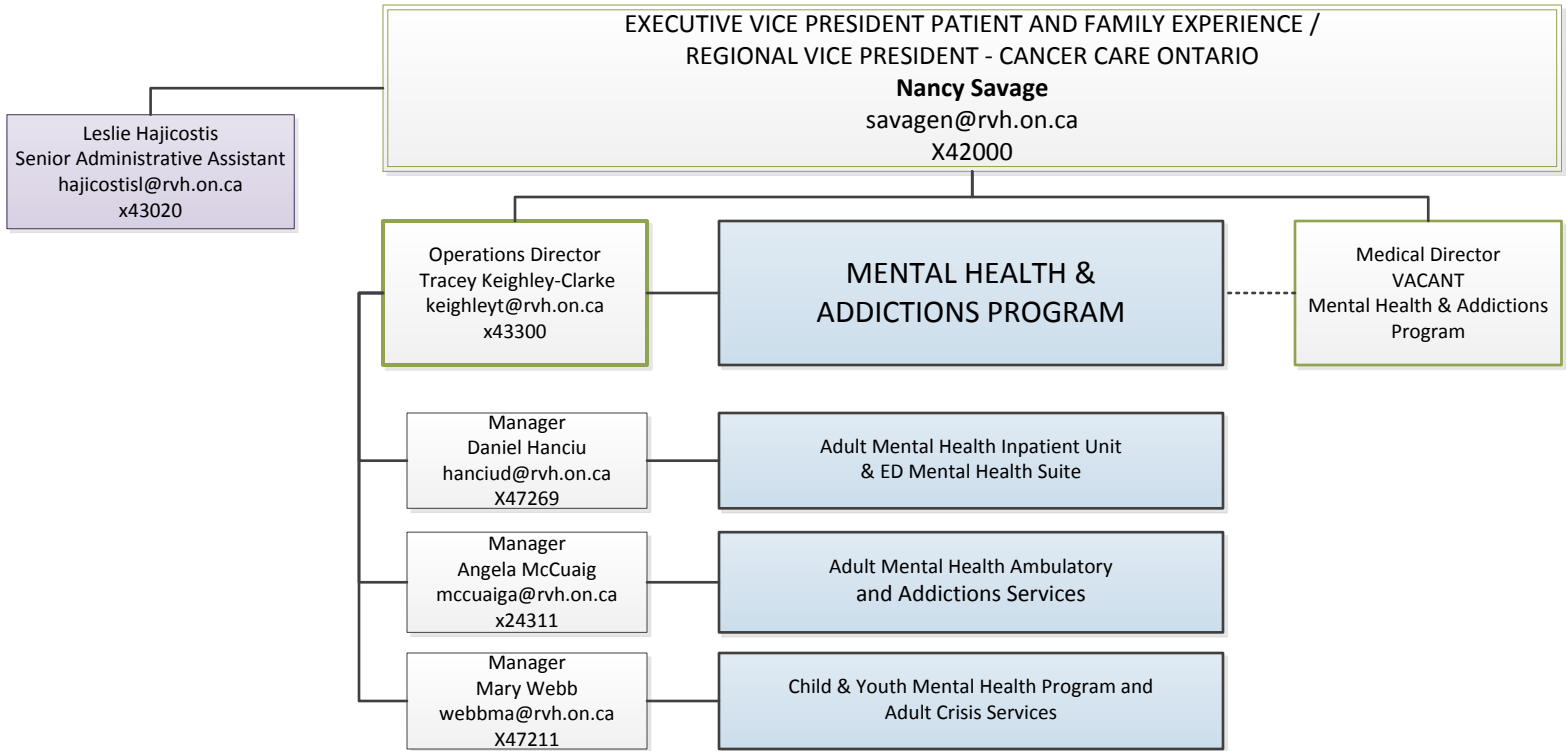 EXECUTIVE VICE PRESIDENT PATIENT AND FAMILY EXPERIENCE /
REGIONAL VICE PRESIDENT - CANCER CARE ONTARIO
Nancy Savage
savagen@rvh.on.ca
X42000
Leslie Hajicostis
Senior Administrative Assistant
hajicostisl@rvh.on.ca
x43020
Operations Director
Tracey Keighley-Clarke
keighleyt@rvh.on.ca
x43300
MENTAL HEALTH &
ADDICTIONS PROGRAM
Medical Director
VACANT
Mental Health & Addictions
Program
Manager
Daniel Hanciu
hanciud@rvh.on.ca
X47269
Adult Mental Health Inpatient Unit
& ED Mental Health Suite
Manager
Angela McCuaig
mccuaiga@rvh.on.ca
x24311
Adult Mental Health Ambulatory
and Addictions Services
Manager
Mary Webb
webbma@rvh.on.ca
X47211
Child & Youth Mental Health Program and
Adult Crisis Services